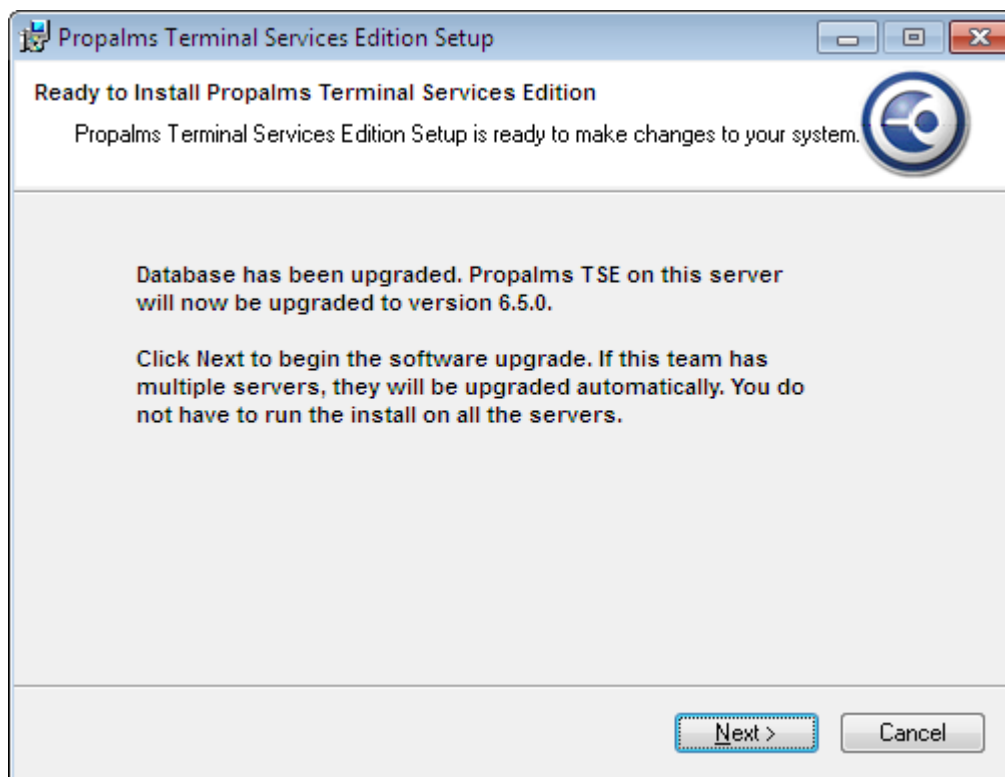 Propalms Terminal Services Edition Setup
Ready to Install Propalms Terminal Services Edition
Propalms Terminal Services Edition Setup is ready to make changes to your system.
Database has been upgraded. Propalms TSE on this server
will now be upgraded to version 6.5.0.
Click Next to begin the software upgrade. If this team has
multiple servers, they will be upgraded automatically. You do
not have to run the install on all the servers.
Next >
Cancel